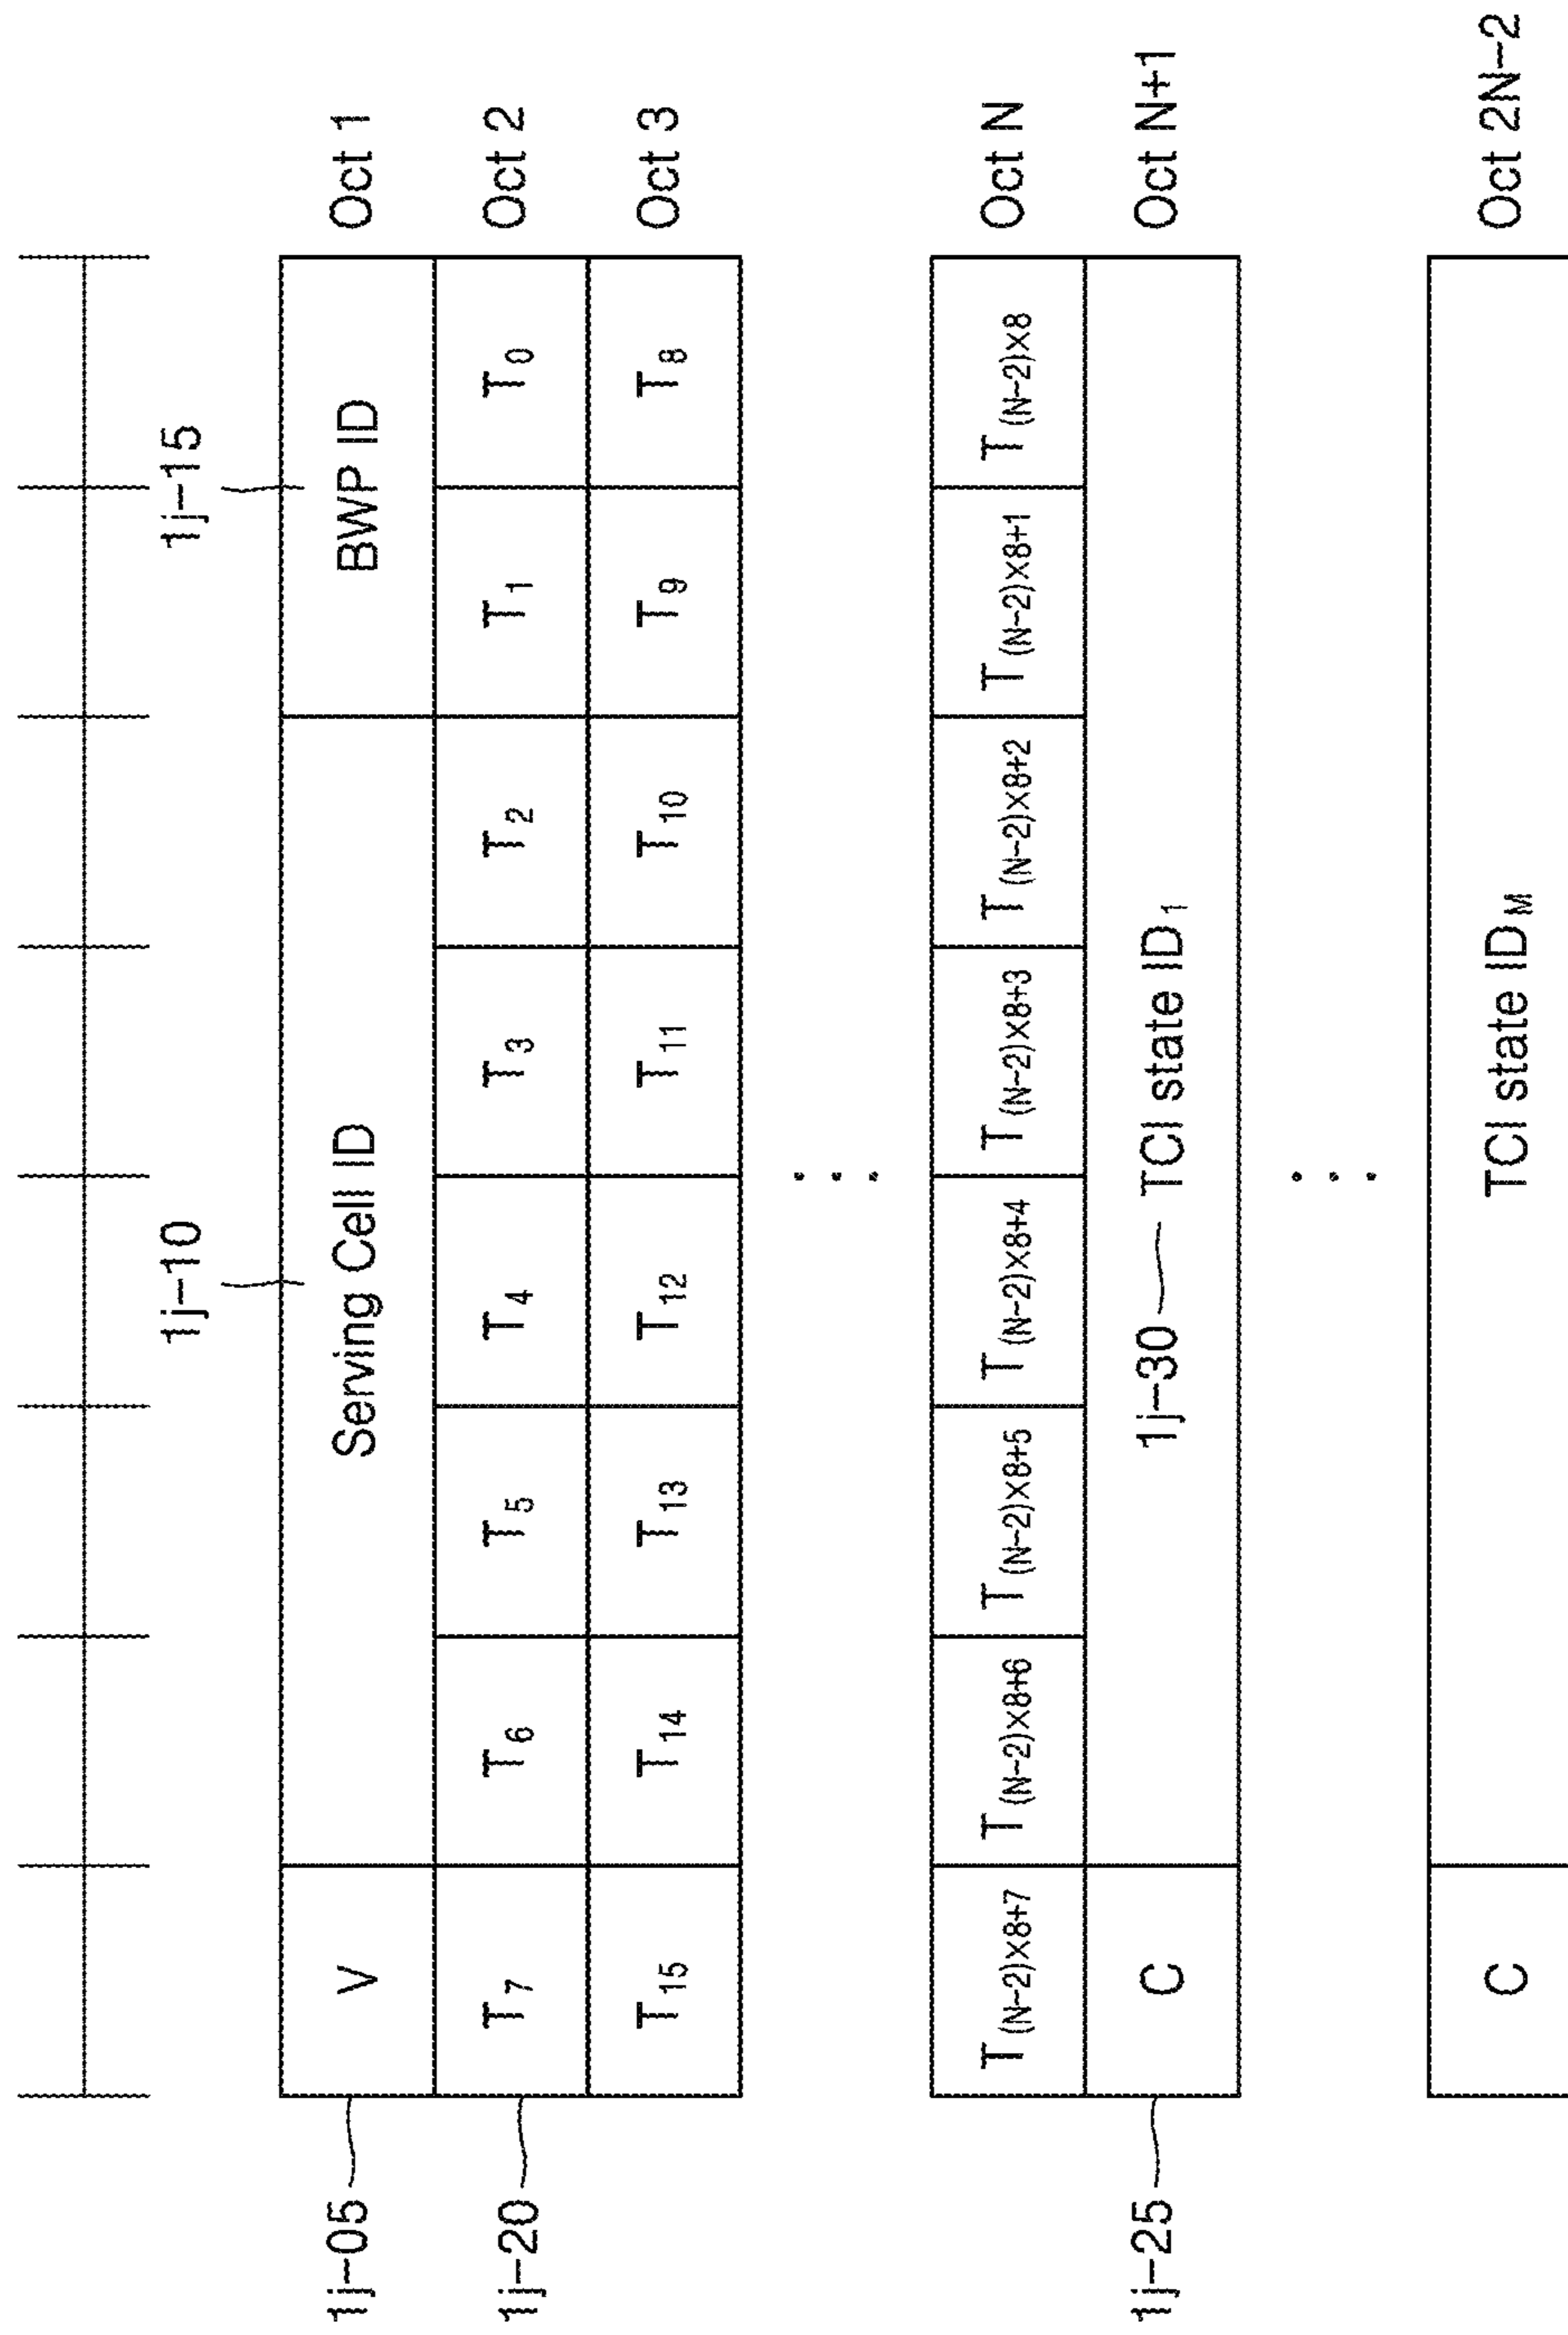 1j-10 1j-15
1j-05 V Serving Cell ID BWP ID Oct 1
1j-20 T7 T6 T5 T4 T3 T2 T1 T0 Oct 2
T15 T14 T13 T12 T11 T10 T9 T8 Oct 3
T(N-2)×8+7 T(N-2)×8+6 T(N-2)×8+5 T(N-2)×8+4 T(N-2)×8+3 T(N-2)×8+2 T(N-2)×8+1 T(N-2)×8 Oct N
1j-25 C 1j-30 TCI state ID1 Oct N+1
C TCI state IDM Oct 2N-2